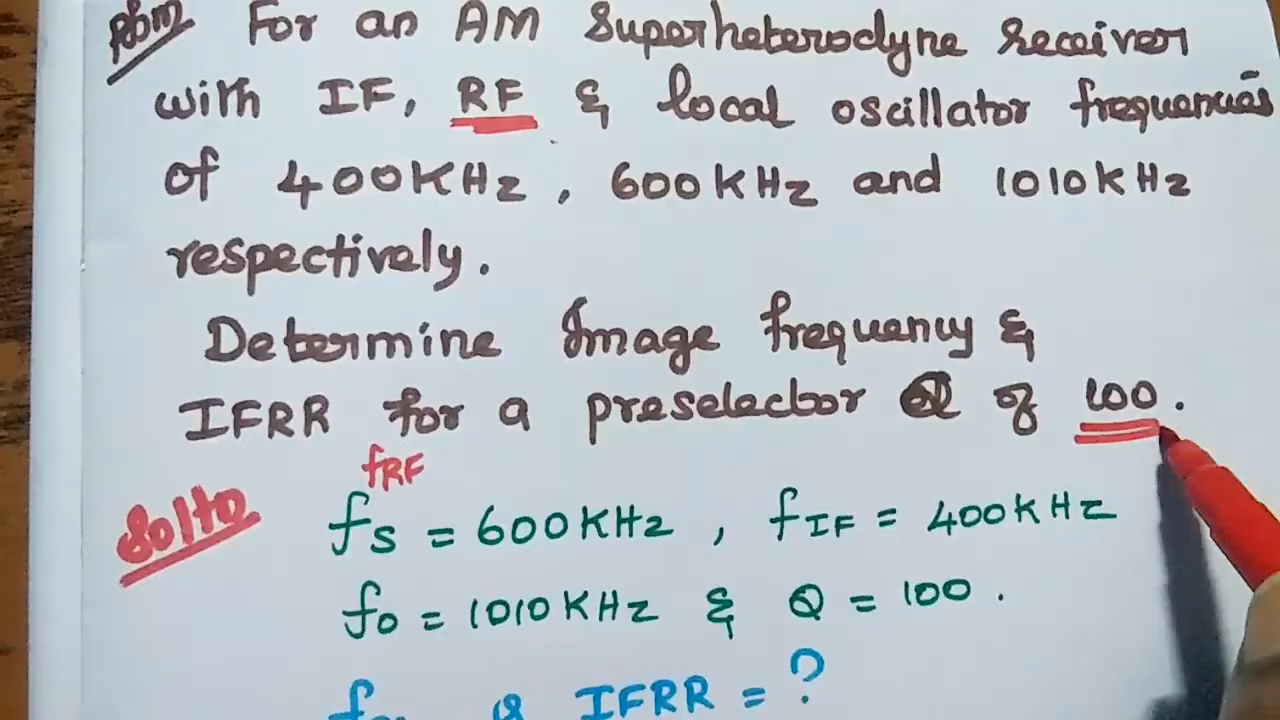 Pbm For an AM Superheterodyne receiver
with IF, RF & local oscillator frequencies
of 400KHz, 600KHz and 1010KHz
respectively.
Determine Image frequency &
IFRR for a preselector Q of 100.
fRF
Soltn fs = 600KHz, fIF = 400KHz
fo = 1010KHz & Q = 100.
& IFRR = ?